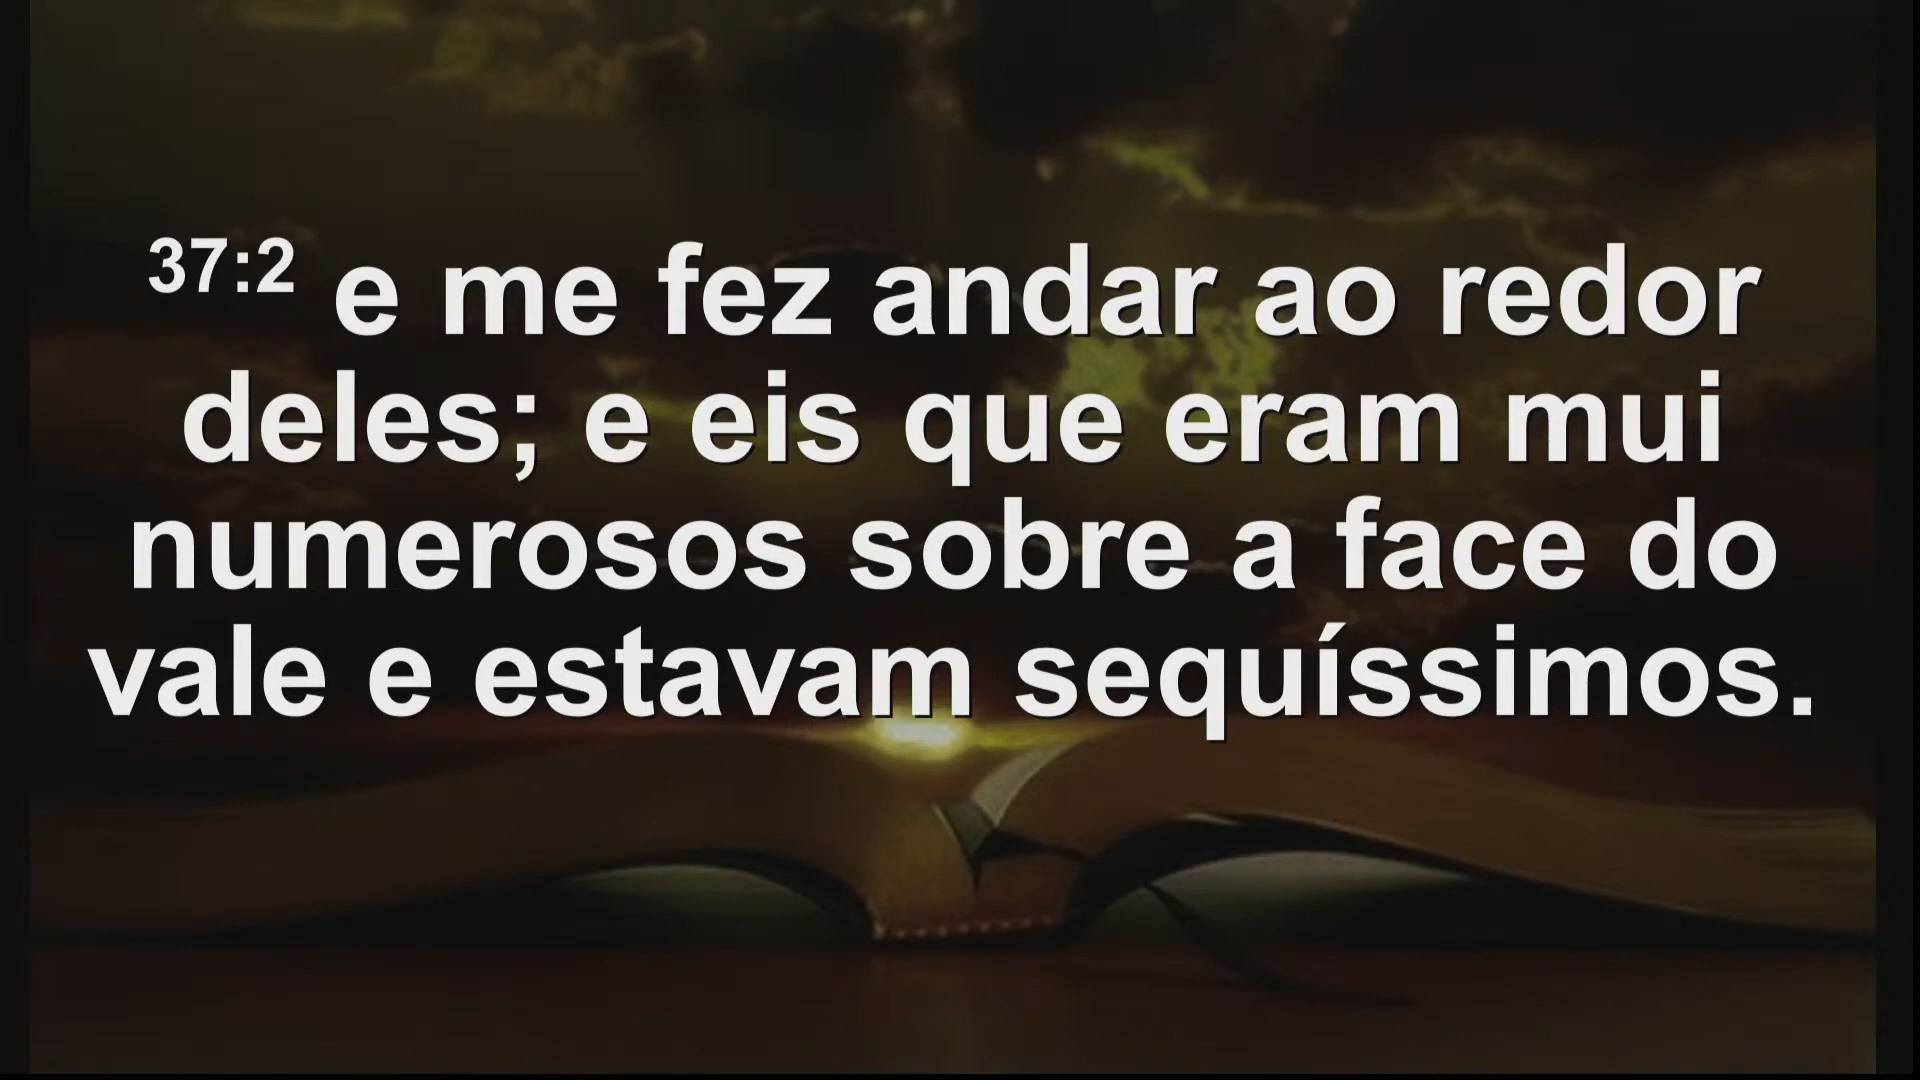 37:2 e me fez andar ao redor
deles; e eis que eram mui
numerosos sobre a face do
vale e estavam sequíssimos.